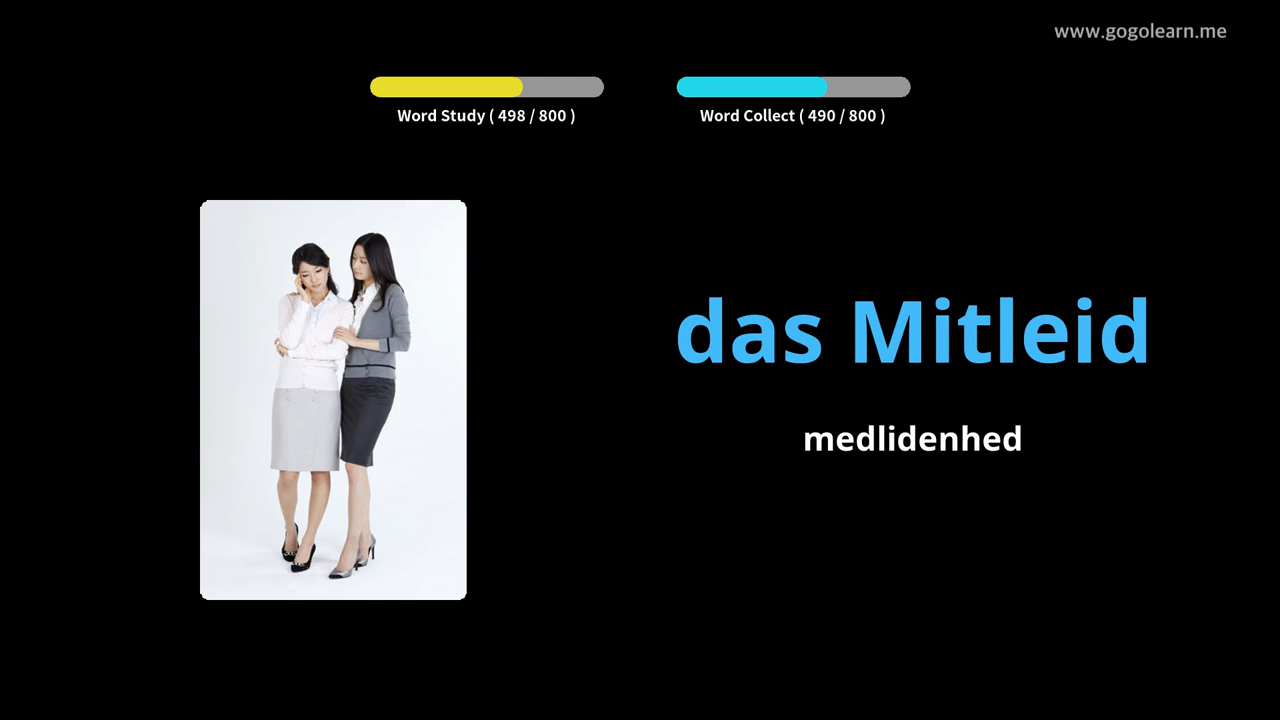 www.gogolearn.me
Word Study ( 498 / 800 )
Word Collect ( 490 / 800 )
das Mitleid
medlidenhed